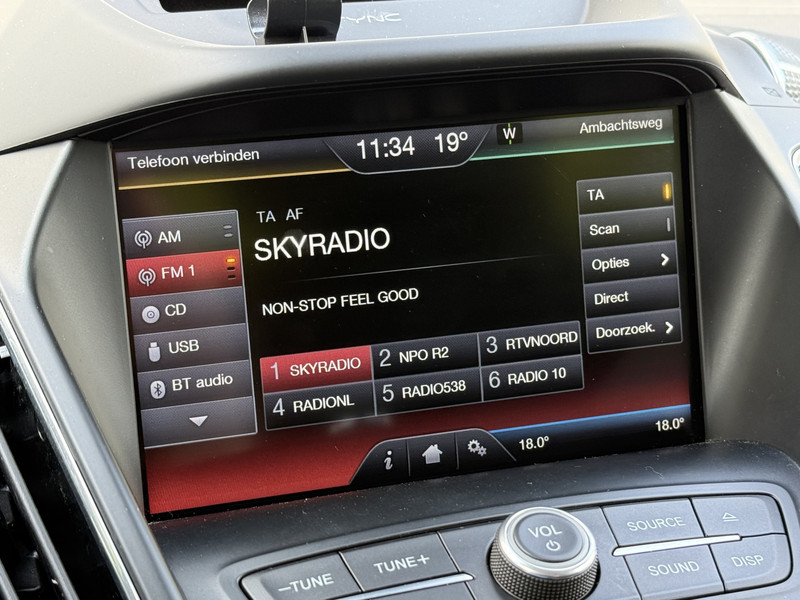 SYNC
Telefoon verbinden
11:34 19°
W
Ambachtsweg
TA AF
SKYRADIO
NON-STOP FEEL GOOD
AM
FM 1
CD
USB
BT audio
TA
Scan
Opties
Direct
Doorzoek.
1 SKYRADIO
2 NPO R2
3 RTVNOORD
4 RADIONL
5 RADIO538
6 RADIO 10
i
18.0°
18.0°
–TUNE
TUNE+
VOL
SOURCE
SOUND
DISP